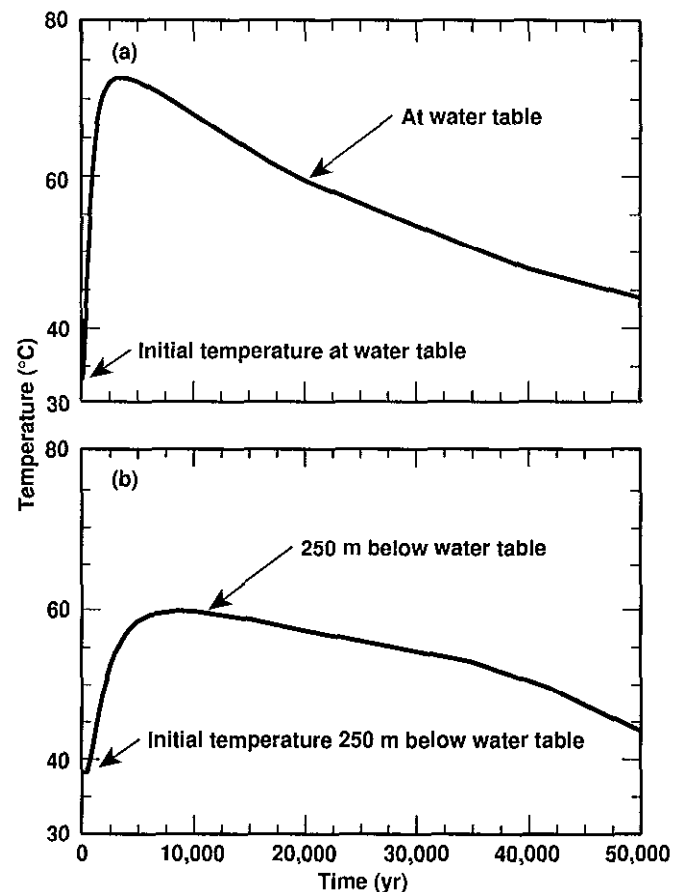 80
(a)
At water table
60
40
Initial temperature at water table
30
Temperature (°C)
80
(b)
250 m below water table
60
40
Initial temperature 250 m below water table
30
0 10,000 20,000 30,000 40,000 50,000
Time (yr)